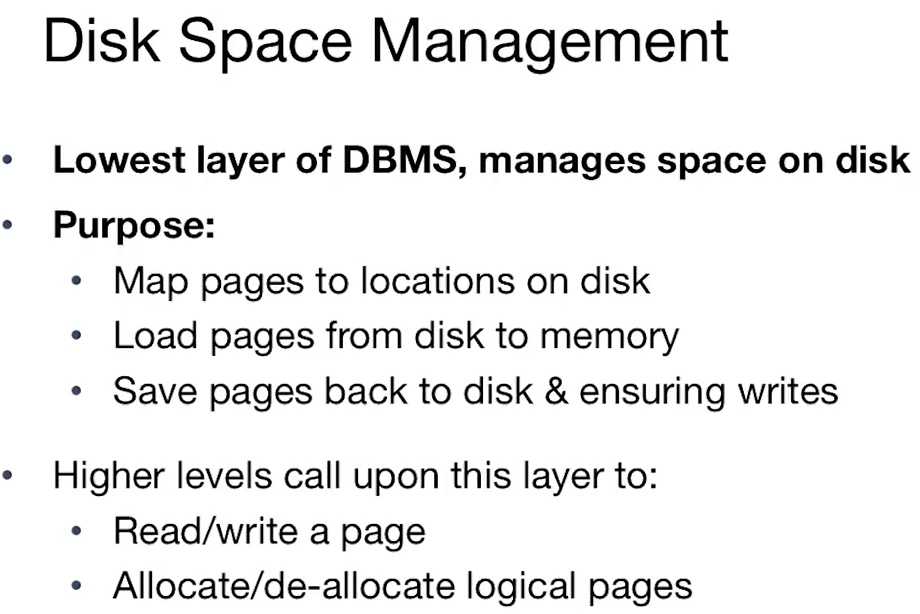 Disk Space Management
• Lowest layer of DBMS, manages space on disk
• Purpose:
• Map pages to locations on disk
• Load pages from disk to memory
• Save pages back to disk & ensuring writes
• Higher levels call upon this layer to:
• Read/write a page
• Allocate/de-allocate logical pages